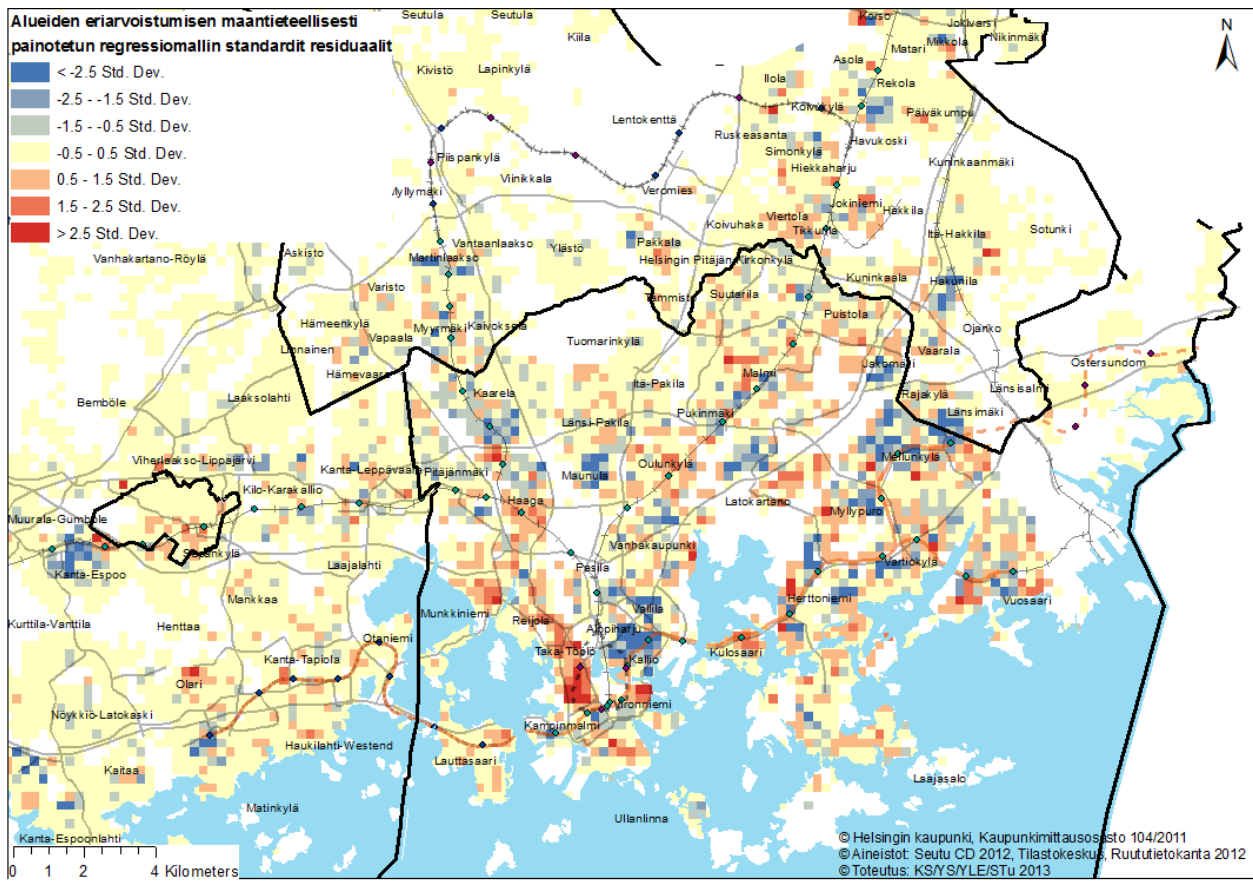 Alueiden eriarvoistumisen maantieteellisesti
painotetun regressiomallin standardit residuaalit
< -2.5 Std. Dev.
-2.5 - -1.5 Std. Dev.
-1.5 - -0.5 Std. Dev.
-0.5 - 0.5 Std. Dev.
0.5 - 1.5 Std. Dev.
1.5 - 2.5 Std. Dev.
> 2.5 Std. Dev.
N
Seutula
Seutula
Kiila
Korso
Jokivarsi
Nikinmäki
Mikkola
Matari
Asola
Kivistö
Lapinkylä
Ilola
Rekola
Koivukylä
Päiväkumpu
Lentokenttä
Ruskeasanta
Havukoski
Simonkylä
Kuninkaanmäki
Piispankylä
Hiekkaharju
Viinikkala
Veromies
Myllymäki
Jokiniemi
Hakkila
Viertola
Koivuhaka
Tikkurila
Itä-Hakkila
Sotunki
Vantaanlaakso
Pakkala
Ylästö
Askisto
Martinlaakso
Helsingin Pitäjän Kirkonkylä
Vanhakartano-Röylä
Kuninkaala
Hakunila
Varisto
Tammisto
Suutarila
Puistola
Hämeenkylä
Myyrmäki
Kaivoksela
Ojanko
Vapaala
Tuomarinkylä
Linnainen
Vaarala
Östersundom
Hämevaara
Malmi
Jakomäki
Itä-Pakila
Kaarela
Rajakylä
Länsisalmi
Laaksolahti
Bemböle
Länsimäki
Pukinmäki
Länsi-Pakila
Mellunkylä
Viherleakso-Lippajärvi
Kanta-Leppävaara
Pitäjänmäki
Oulunkylä
Maunula
Kilo-Karakallio
Haaga
Latokartano
Myllypuro
Muurala-Gumböle
Vanhakaupunki
Sepänkylä
Laajalahti
Pasila
Vartiokylä
Kanta-Espoo
Mankkaa
Herttoniemi
Vuosaari
Munkkiniemi
Vallila
Reijola
Kurttila-Vanttila
Henttaa
Alppiharju
Otaniemi
Taka-Töölö
Kulosaari
Kanta-Tapiola
Kallio
Olari
Vironniemi
Nöykkiö-Latokaski
Kampinmalmi
Haukilahti-Westend
Lauttasaari
Kaitaa
Laajasalo
Matinkylä
Ullanlinna
Kanta-Espoonlahti
0 1 2 4 Kilometers
© Helsingin kaupunki, Kaupunkimittausosasto 104/2011
© Aineistot: Seutu CD 2012, Tilastokeskus, Ruututietokanta 2012
© Toteutus: KS/YS/YLE/STu 2013